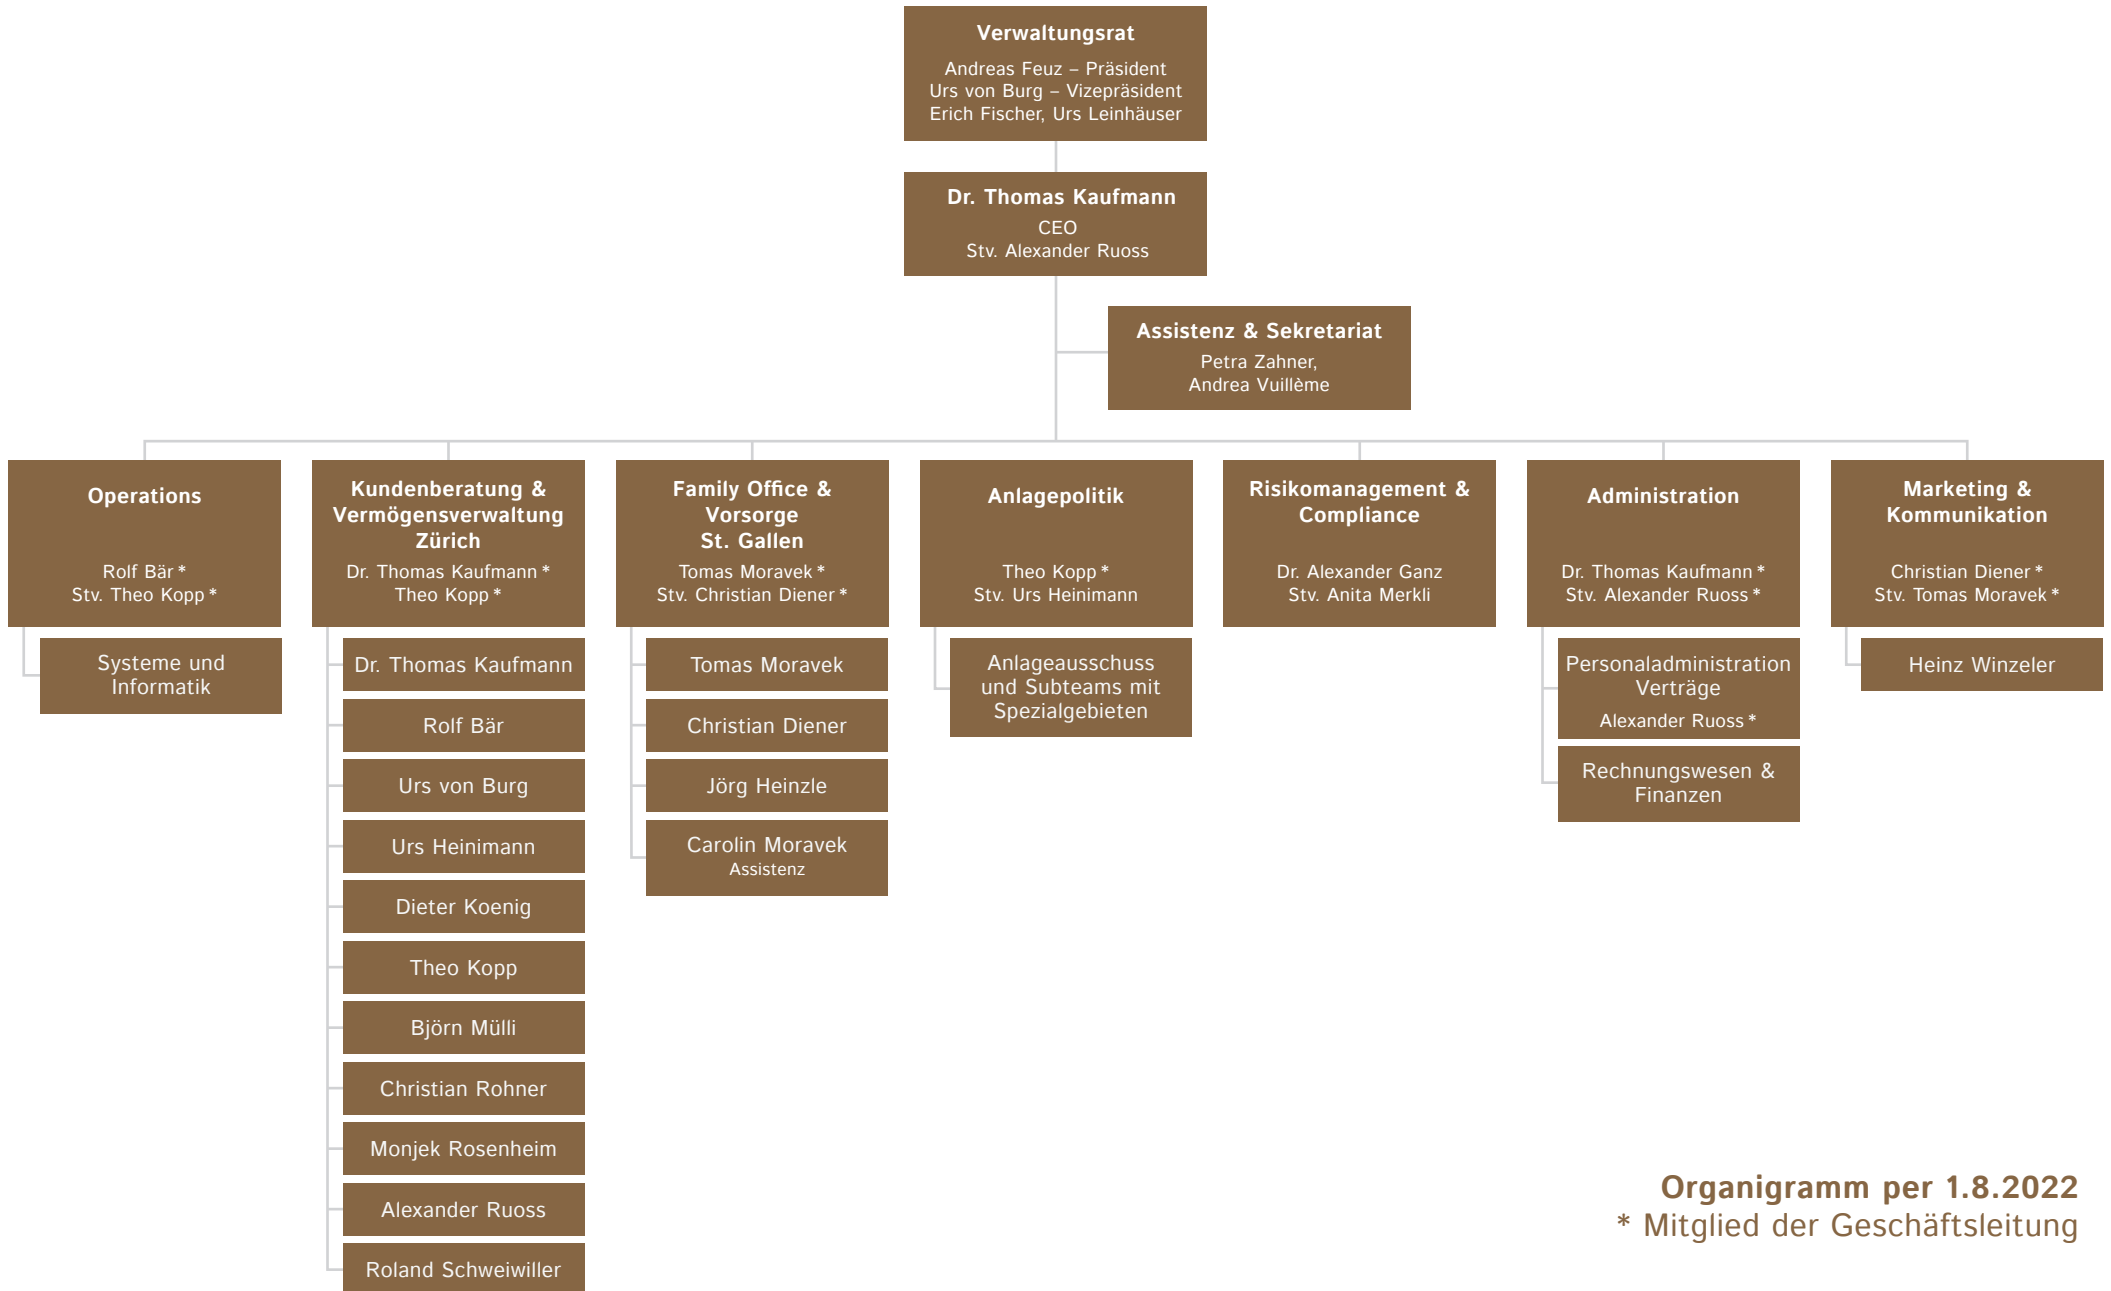 Verwaltungsrat
Andreas Feuz – Präsident
Urs von Burg – Vizepräsident
Erich Fischer, Urs Leinhäuser
Dr. Thomas Kaufmann
CEO
Stv. Alexander Ruoss
Assistenz & Sekretariat
Petra Zahner,
Andrea Vuillème
Operations
Rolf Bär *
Stv. Theo Kopp *
Systeme und
Informatik
Kundenberatung &
Vermögensverwaltung
Zürich
Dr. Thomas Kaufmann *
Theo Kopp *
Dr. Thomas Kaufmann
Rolf Bär
Urs von Burg
Urs Heinimann
Dieter Koenig
Theo Kopp
Björn Mülli
Christian Rohner
Monjek Rosenheim
Alexander Ruoss
Roland Schweiwiller
Family Office &
Vorsorge
St. Gallen
Tomas Moravek *
Stv. Christian Diener *
Tomas Moravek
Christian Diener
Jörg Heinzle
Carolin Moravek
Assistenz
Anlagepolitik
Theo Kopp *
Stv. Urs Heinimann
Anlageausschuss
und Subteams mit
Spezialgebieten
Risikomanagement &
Compliance
Dr. Alexander Ganz
Stv. Anita Merkli
Administration
Dr. Thomas Kaufmann *
Stv. Alexander Ruoss *
Personaladministration
Verträge
Alexander Ruoss *
Rechnungswesen &
Finanzen
Marketing &
Kommunikation
Christian Diener *
Stv. Tomas Moravek *
Heinz Winzeler
Organigramm per 1.8.2022
* Mitglied der Geschäftsleitung